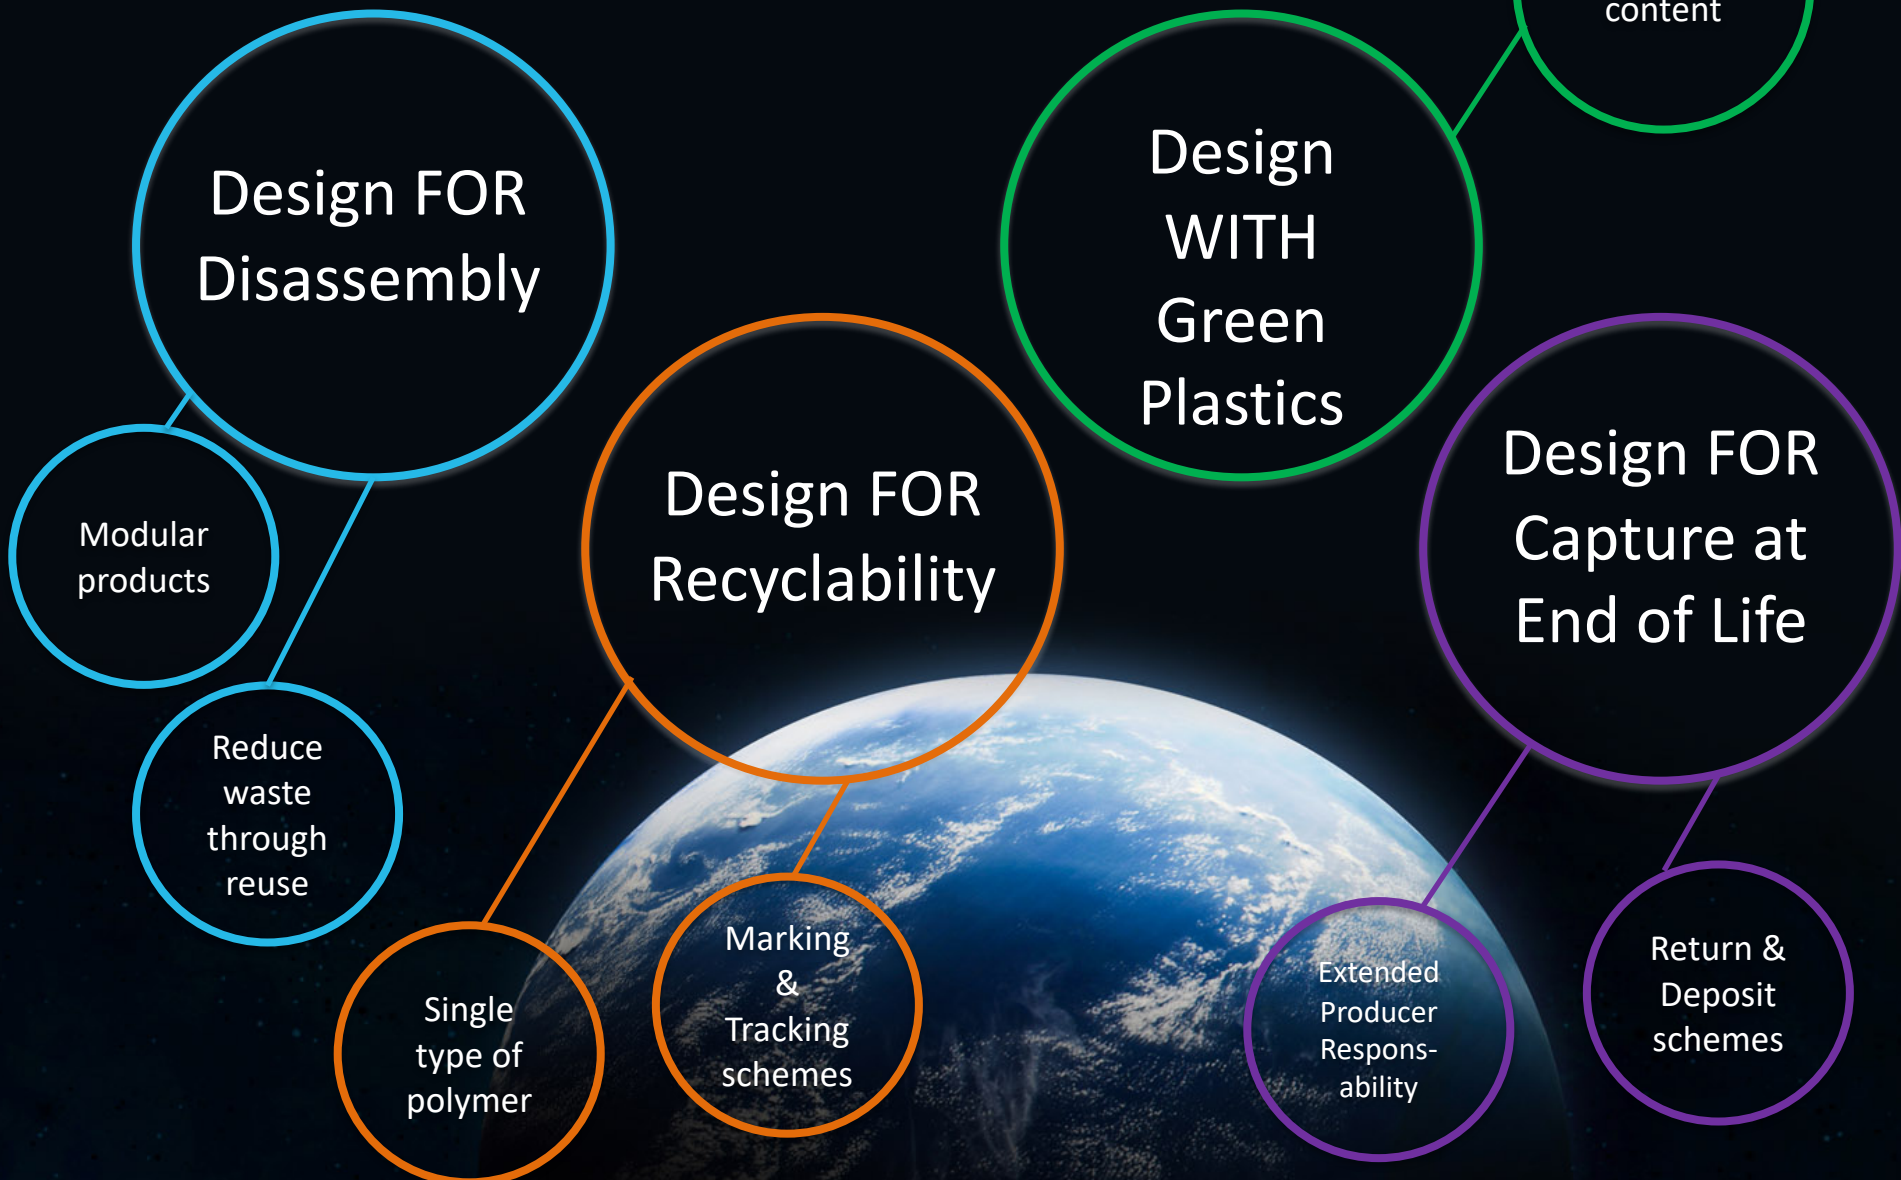 content
Design FOR
Disassembly
Design
WITH
Green
Plastics
Design FOR
Recyclability
Design FOR
Capture at
End of Life
Modular
products
Reduce
waste
through
reuse
Single
type of
polymer
Marking
&
Tracking
schemes
Extended
Producer
Respons-
ability
Return &
Deposit
schemes